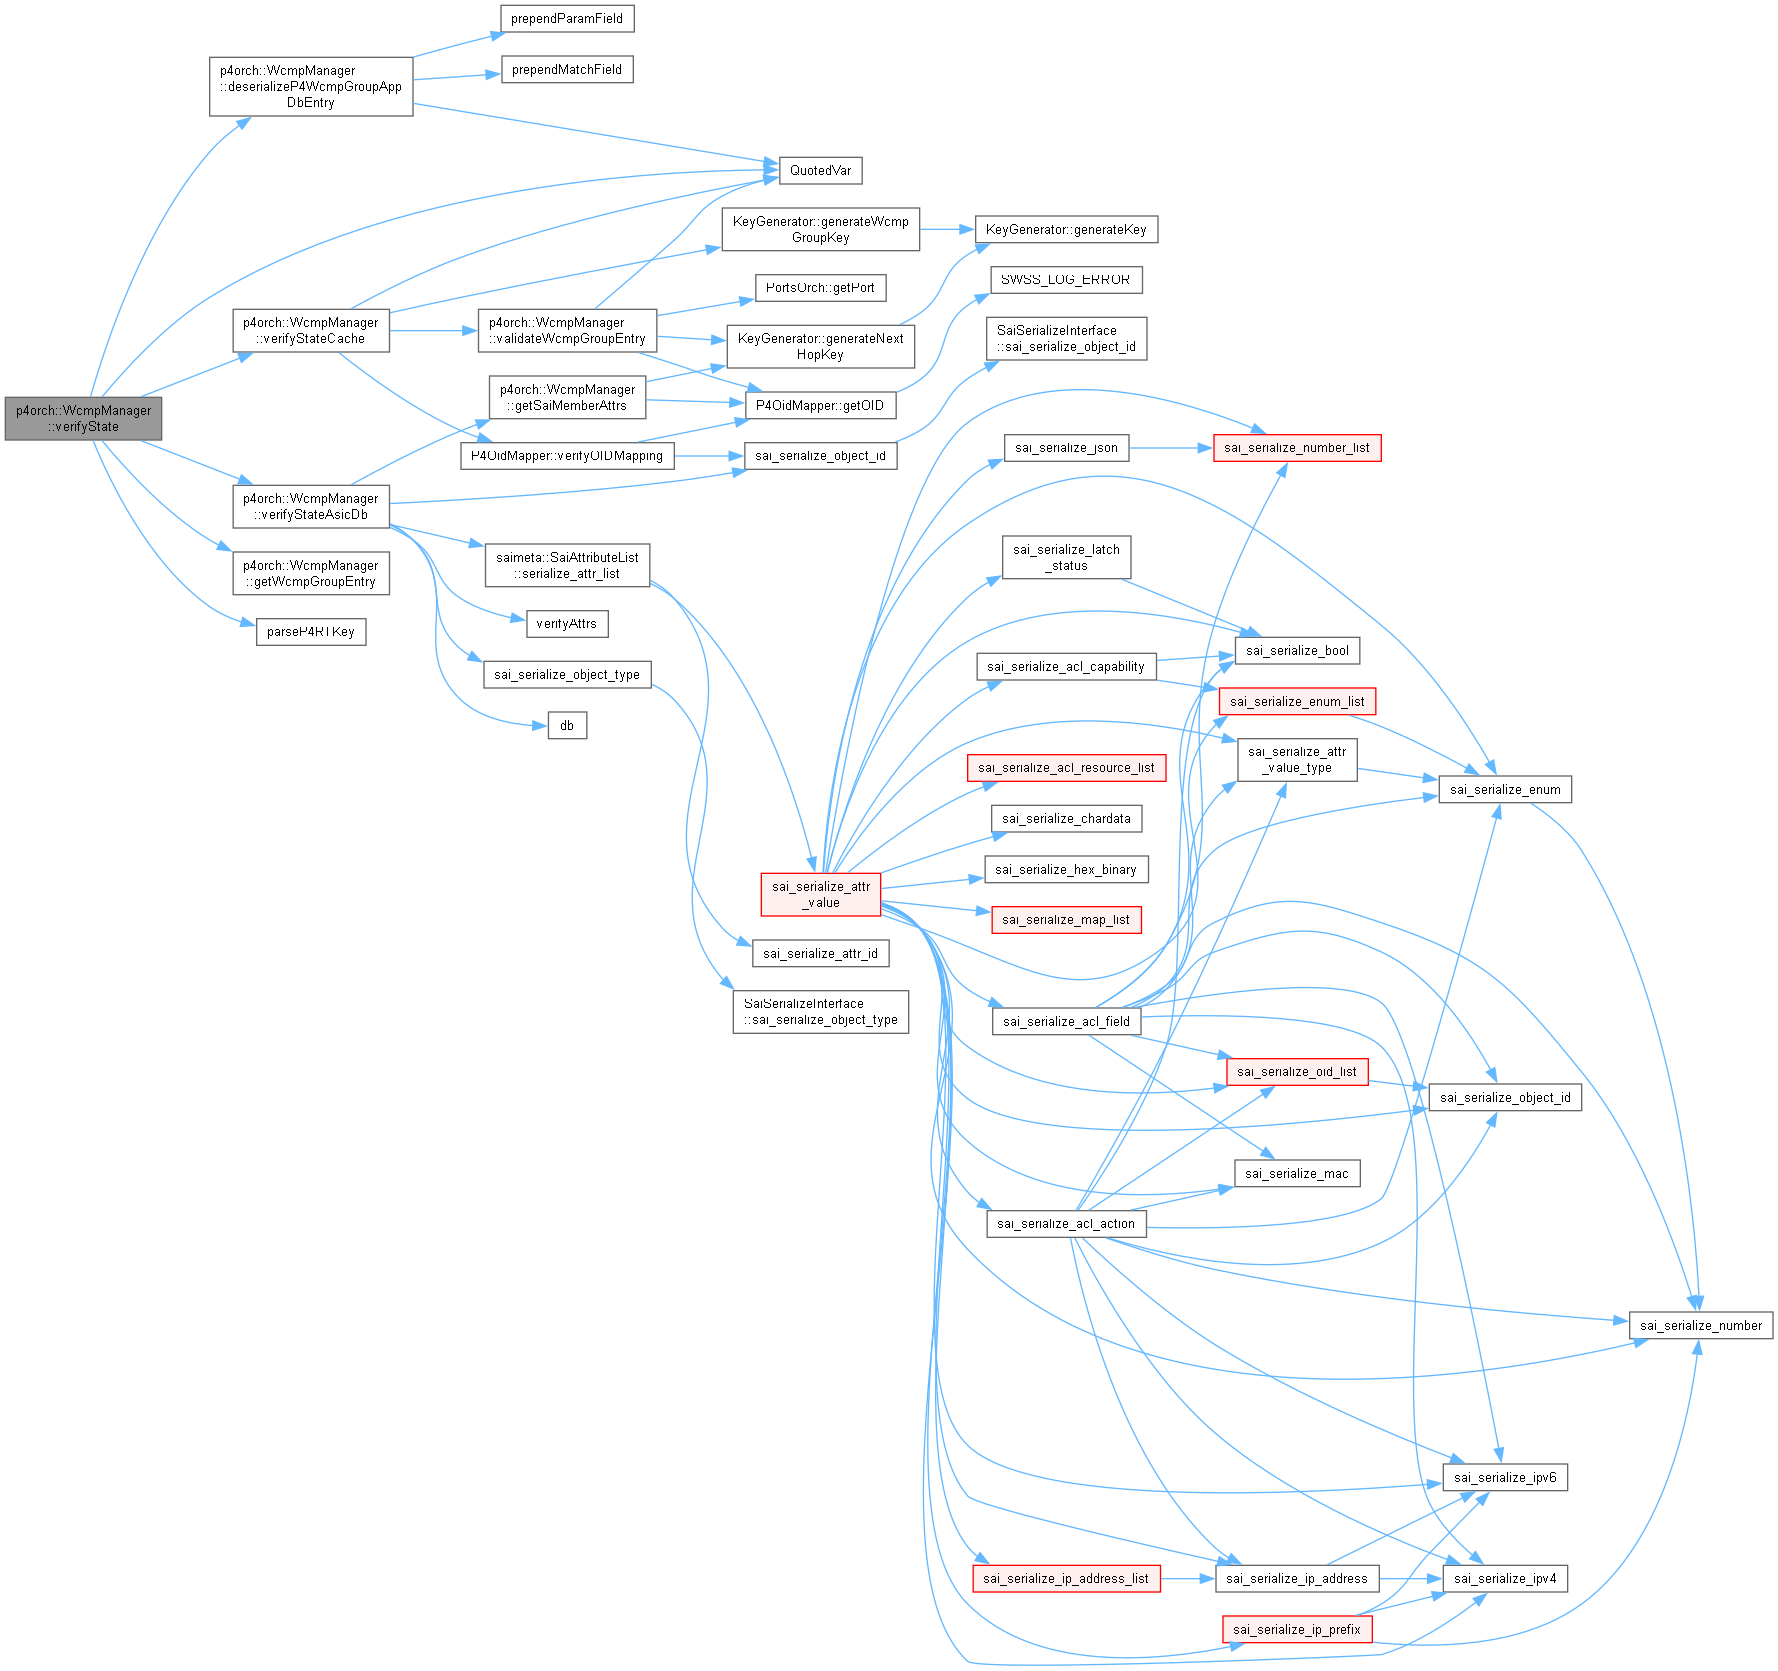 prependParamField
p4orch::WcmpManager
::deserializeP4WcmpGroupApp
DbEntry
prependMatchField
QuotedVar
KeyGenerator::generateWcmp
GroupKey
KeyGenerator::generateKey
SWSS_LOG_ERROR
PortsOrch::getPort
p4orch::WcmpManager
::verifyStateCache
p4orch::WcmpManager
::validateWcmpGroupEntry
KeyGenerator::generateNext
HopKey
SaiSerializeInterface
::sai_serialize_object_id
p4orch::WcmpManager
::getSaiMemberAttrs
P4OidMapper::getOID
p4orch::WcmpManager
::verifyState
P4OidMapper::verifyOIDMapping
sai_serialize_object_id
sai_serialize_json
sai_serialize_number_list
p4orch::WcmpManager
::verifyStateAsicDb
saimeta::SaiAttributeList
::serialize_attr_list
sai_serialize_latch
_status
p4orch::WcmpManager
::getWcmpGroupEntry
verifyAttrs
parseP4RTKey
sai_serialize_bool
sai_serialize_acl_capability
sai_serialize_object_type
sai_serialize_enum_list
db
sai_serialize_attr
_value_type
sai_serialize_acl_resource_list
sai_serialize_enum
sai_serialize_chardata
sai_serialize_hex_binary
sai_serialize_attr
_value
sai_serialize_map_list
sai_serialize_attr_id
SaiSerializeInterface
::sai_serialize_object_type
sai_serialize_acl_field
sai_serialize_oid_list
sai_serialize_object_id
sai_serialize_mac
sai_serialize_acl_action
sai_serialize_number
sai_serialize_ipv6
sai_serialize_ip_address_list
sai_serialize_ip_address
sai_serialize_ipv4
sai_serialize_ip_prefix